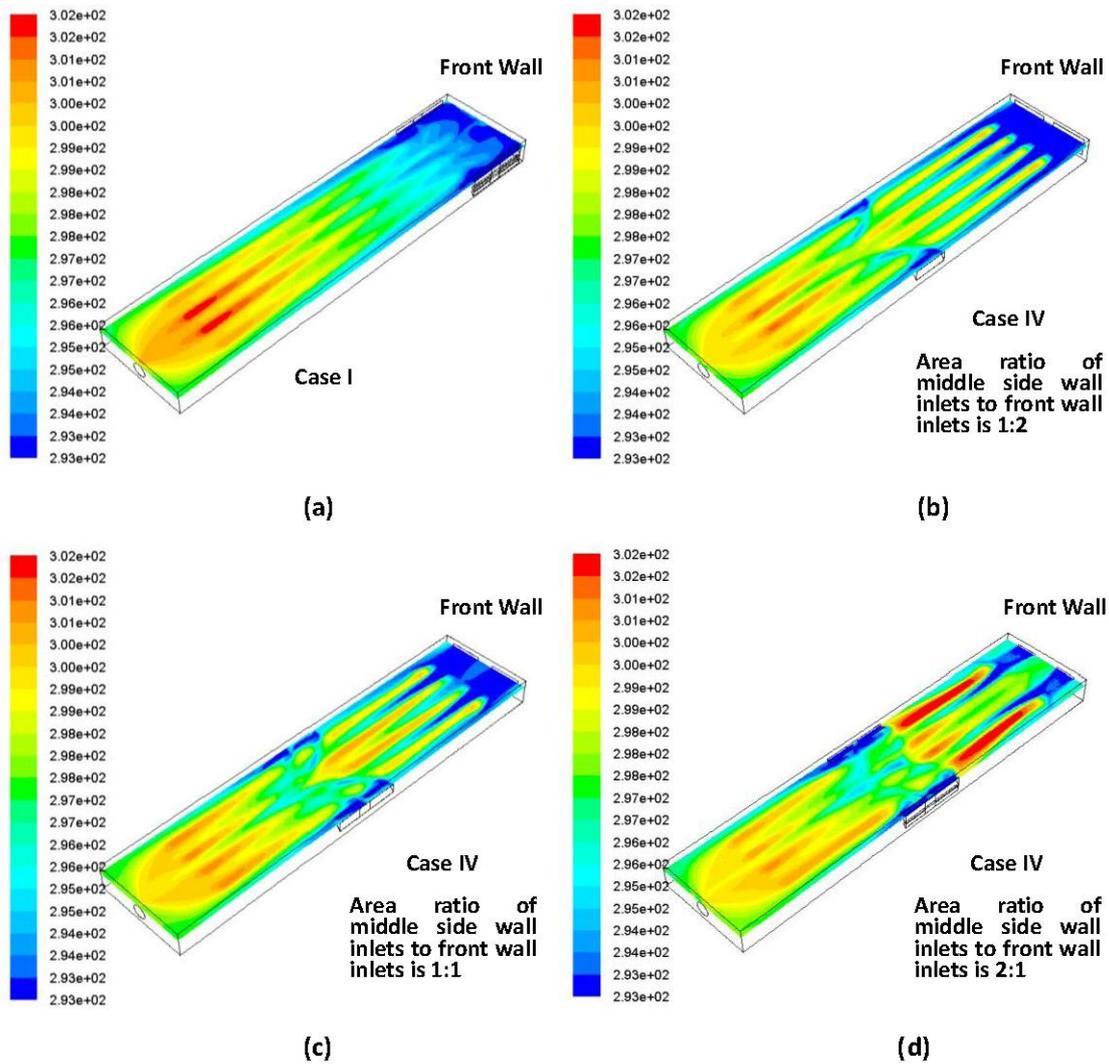 3.02e+02
3.02e+02
3.01e+02
3.01e+02
3.00e+02
3.00e+02
2.99e+02
2.99e+02
2.98e+02
2.98e+02
2.98e+02
2.97e+02
2.97e+02
2.96e+02
2.96e+02
2.95e+02
2.95e+02
2.94e+02
2.94e+02
2.93e+02
2.93e+02
Front Wall
Case I
(a)
3.02e+02
3.02e+02
3.01e+02
3.01e+02
3.00e+02
3.00e+02
2.99e+02
2.99e+02
2.98e+02
2.98e+02
2.98e+02
2.97e+02
2.97e+02
2.96e+02
2.96e+02
2.95e+02
2.95e+02
2.94e+02
2.94e+02
2.93e+02
2.93e+02
Front Wall
Case IV
Area ratio of
middle side wall
inlets to front wall
inlets is 1:2
(b)
3.02e+02
3.02e+02
3.01e+02
3.01e+02
3.00e+02
3.00e+02
2.99e+02
2.99e+02
2.98e+02
2.98e+02
2.98e+02
2.97e+02
2.97e+02
2.96e+02
2.96e+02
2.95e+02
2.95e+02
2.94e+02
2.94e+02
2.93e+02
2.93e+02
Front Wall
Case IV
Area ratio of
middle side wall
inlets to front wall
inlets is 1:1
(c)
3.02e+02
3.02e+02
3.01e+02
3.01e+02
3.00e+02
3.00e+02
2.99e+02
2.99e+02
2.98e+02
2.98e+02
2.98e+02
2.97e+02
2.97e+02
2.96e+02
2.96e+02
2.95e+02
2.95e+02
2.94e+02
2.94e+02
2.93e+02
2.93e+02
Front Wall
Case IV
Area ratio of
middle side wall
inlets to front wall
inlets is 2:1
(d)